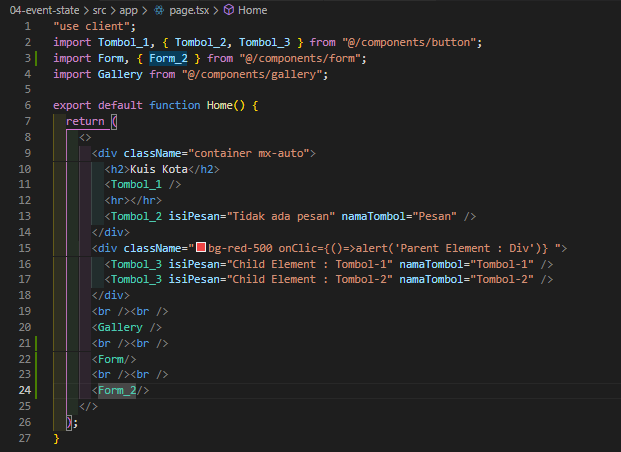 04-event-state > src > app > page.tsx > Home
1 "use client";
2 import Tombol_1, { Tombol_2, Tombol_3 } from "@/components/button";
3 import Form, { Form_2 } from "@/components/form";
4 import Gallery from "@/components/gallery";
5
6 export default function Home() {
7 return (
8 <>
9 <div className="container mx-auto">
10 <h2>Kuis Kota</h2>
11 <Tombol_1 />
12 <hr></hr>
13 <Tombol_2 isiPesan="Tidak ada pesan" namaTombol="Pesan" />
14 </div>
15 <div className="bg-red-500 onClic={()=>alert('Parent Element : Div')} ">
16 <Tombol_3 isiPesan="Child Element : Tombol-1" namaTombol="Tombol-1" />
17 <Tombol_3 isiPesan="Child Element : Tombol-2" namaTombol="Tombol-2" />
18 </div>
19 <br /><br />
20 <Gallery />
21 <br /><br />
22 <Form/>
23 <br /><br />
24 <Form_2/>
25 </>
26 );
27 }